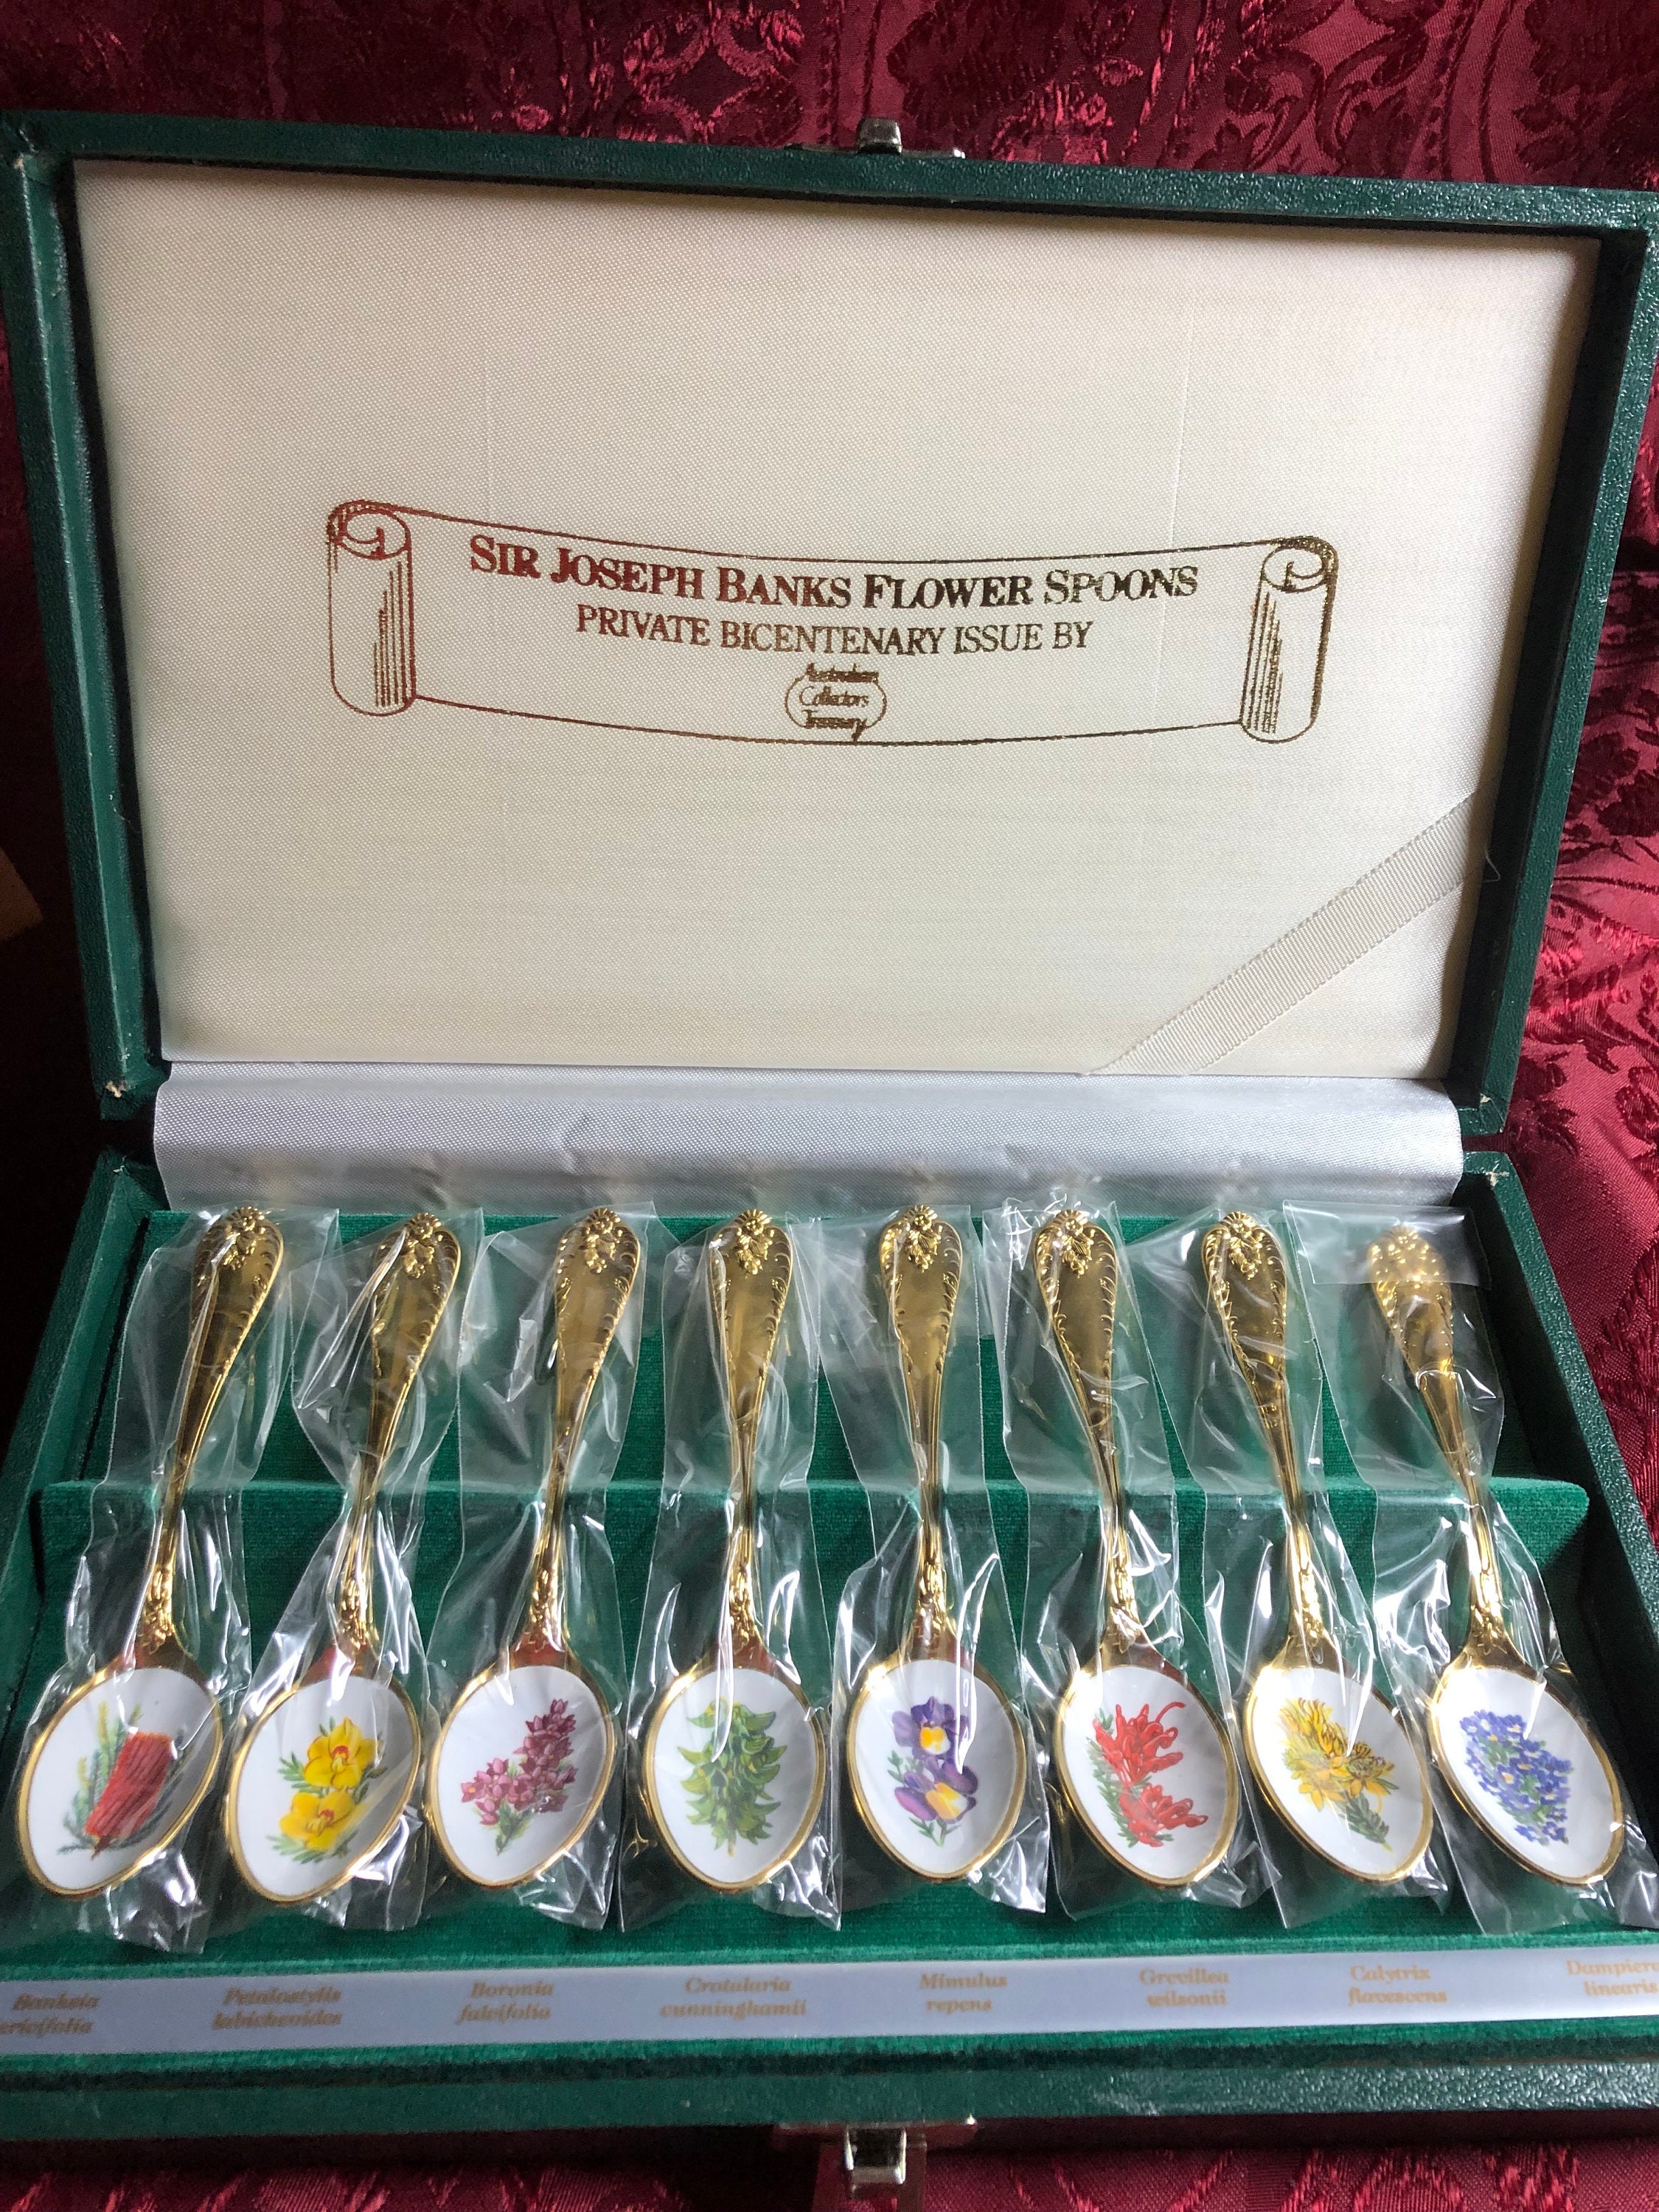 SIR JOSEPH BANKS FLOWER SPOONS
PRIVATE BICENTENARY ISSUE BY
Australian
Collectors
Treasury
Banksia
ericifolia
Petalostylis
labicheoides
Boronia
falcifolia
Crotalaria
cunninghamii
Mimulus
repens
Grevillea
wilsonii
Calytrix
flavescens
Dampiera
linearis